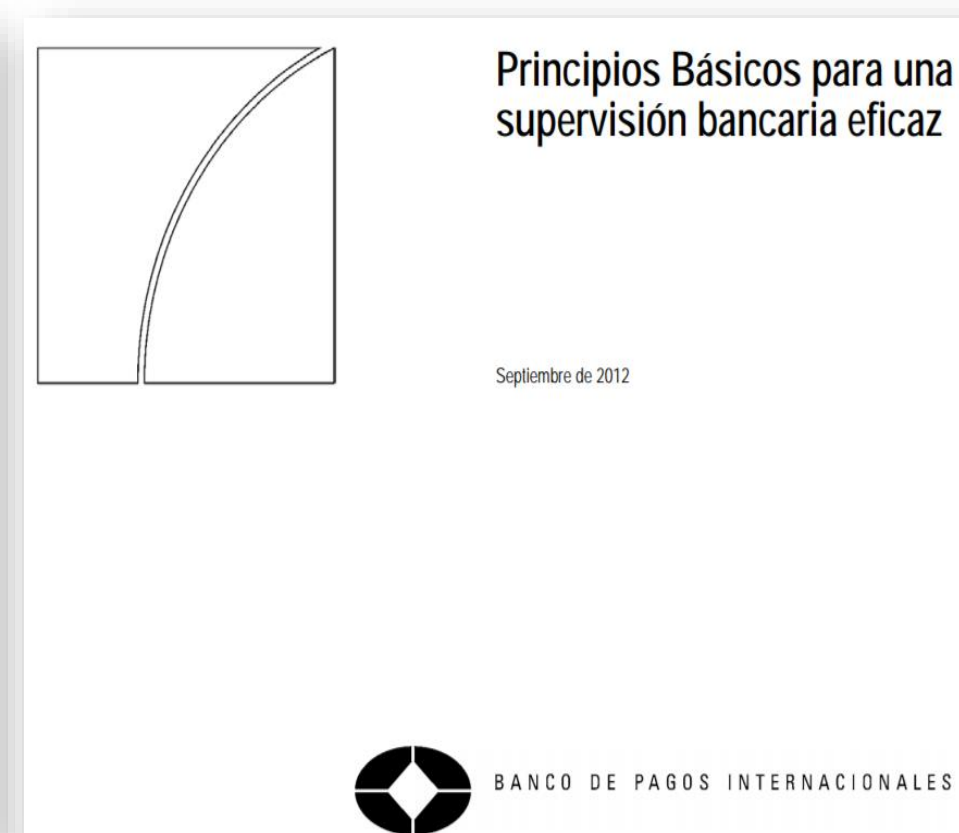 Principios Básicos para una
supervisión bancaria eficaz
Septiembre de 2012
BANCO DE PAGOS INTERNACIONALES